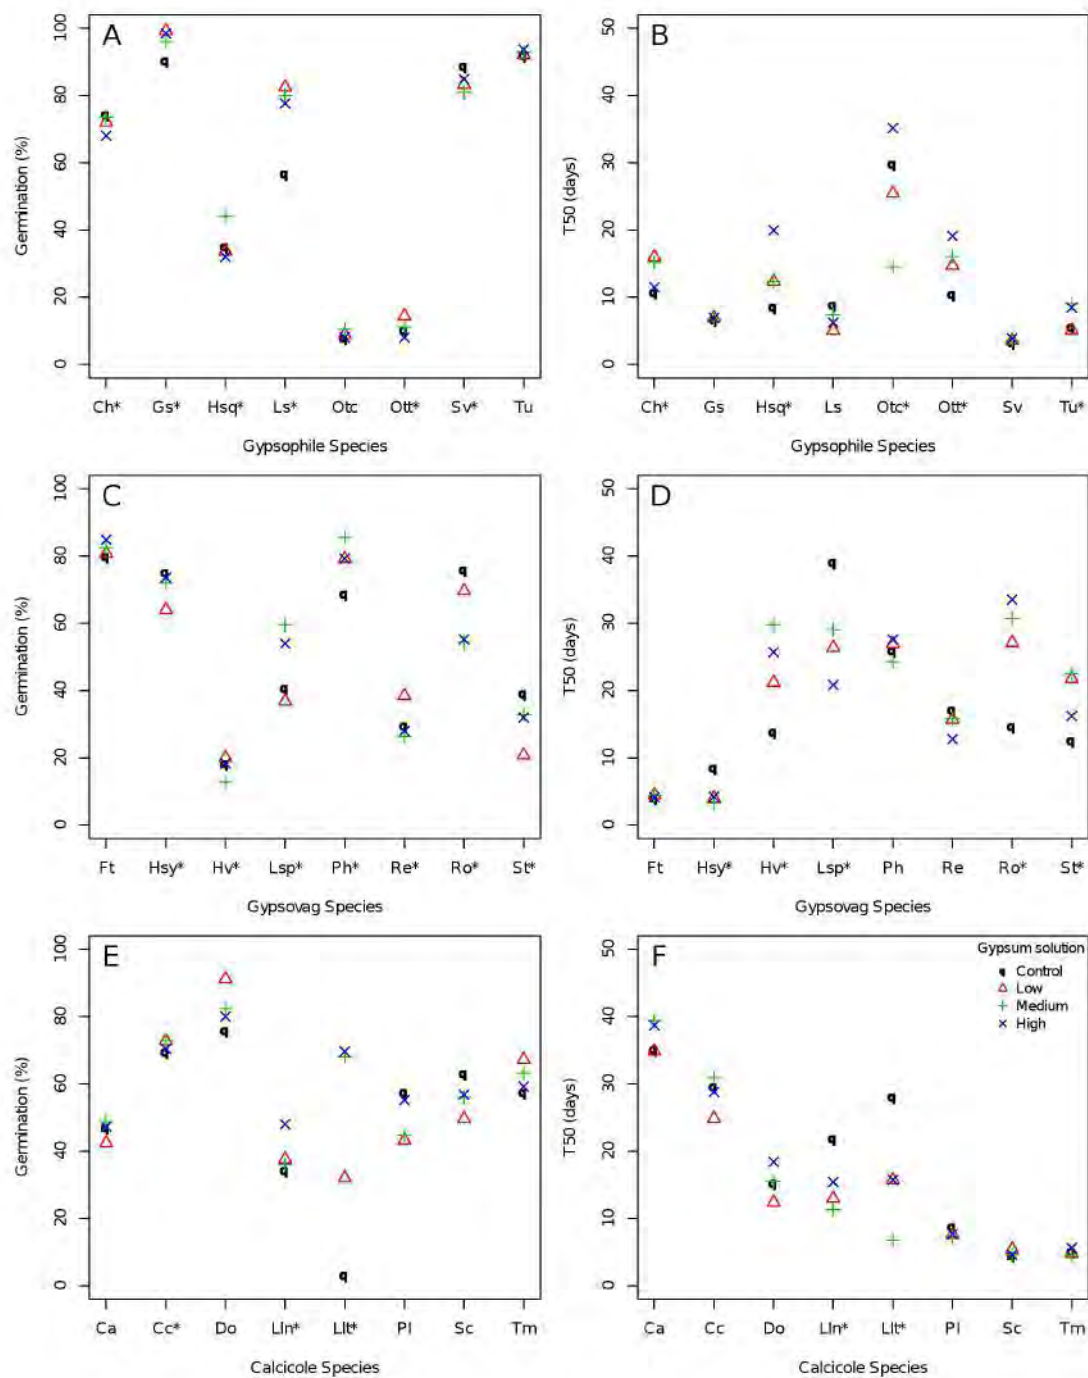 A
Germination (%)
0 20 40 60 80 100
Ch* Gs* Hsq* Ls* Otc Ott* Sv* Tu
Gypsophile Species
B
T50 (days)
0 10 20 30 40 50
Ch* Gs Hsq* Ls Otc* Ott* Sv Tu*
Gypsophile Species
C
Germination (%)
0 20 40 60 80 100
Ft Hsy* Hv* Lsp* Ph* Re* Ro* St*
Gypsovag Species
D
T50 (days)
0 10 20 30 40 50
Ft Hsy* Hv* Lsp* Ph Re Ro* St*
Gypsovag Species
E
Germination (%)
0 20 40 60 80 100
Ca Cc* Do Lln* Llt* Pl Sc Tm
Calcicole Species
F
T50 (days)
0 10 20 30 40 50
Gypsum solution
q Control
Low
Medium
High
Ca Cc Do Lln* Llt* Pl Sc Tm
Calcicole Species